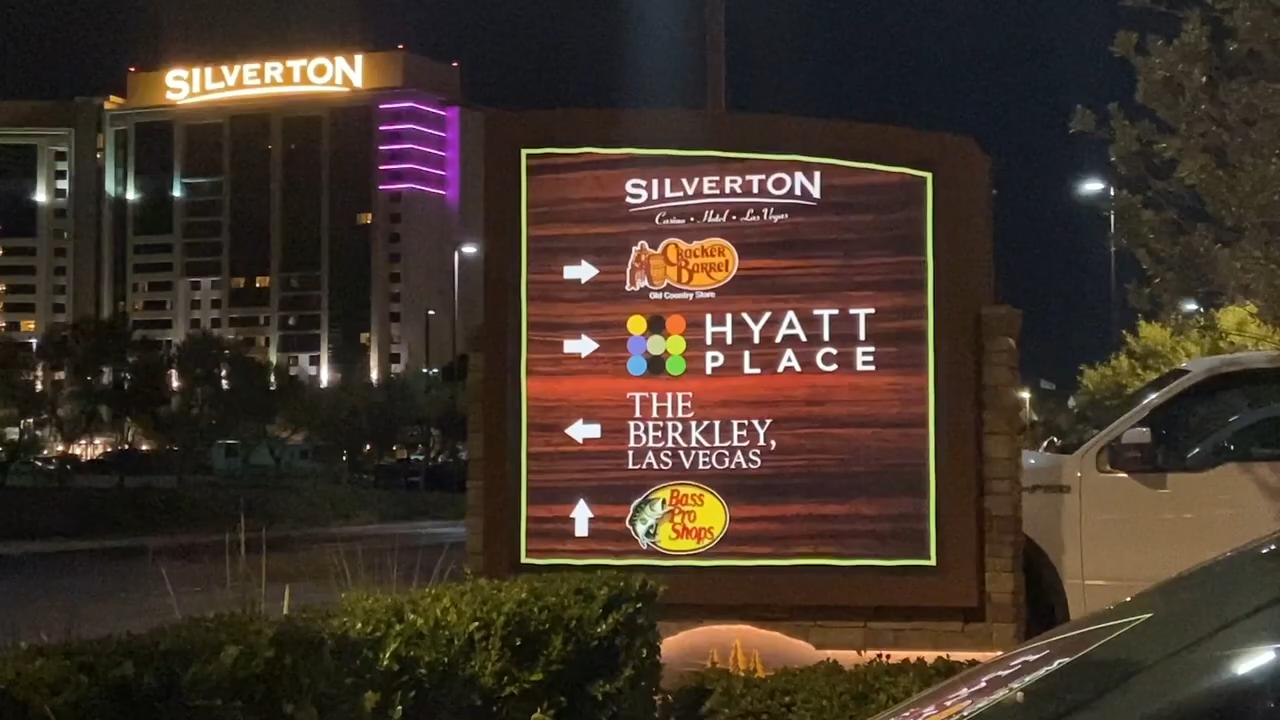 SILVERTON
SILVERTON
Casino • Hotel • Las Vegas
Cracker
Barrel
Old Country Store
HYATT
PLACE
THE
BERKLEY,
LAS VEGAS
Bass
Pro
Shops